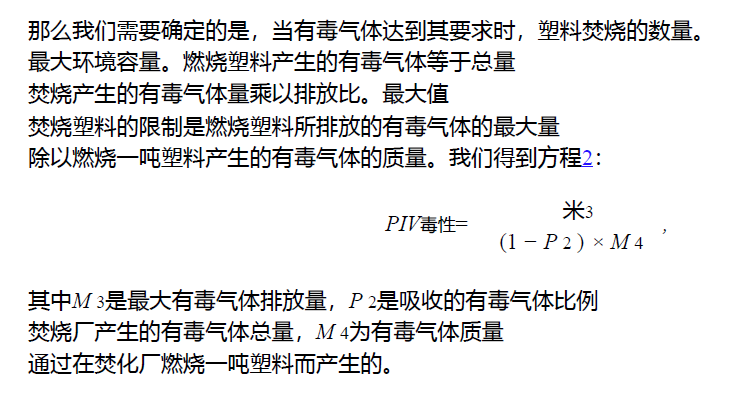 那么我们需要确定的是，当有毒气体达到其要求时，塑料焚烧的数量。
最大环境容量。燃烧塑料产生的有毒气体等于总量
焚烧产生的有毒气体量乘以排放比。最大值
焚烧塑料的限制是燃烧塑料所排放的有毒气体的最大量
除以燃烧一吨塑料产生的有毒气体的质量。我们得到方程2：
米3
PIV毒性=
(1 − P 2 ) × M 4 ,
其中M 3是最大有毒气体排放量，P 2是吸收的有毒气体比例
焚烧厂产生的有毒气体总量，M 4为有毒气体质量
通过在焚化厂燃烧一吨塑料而产生的。